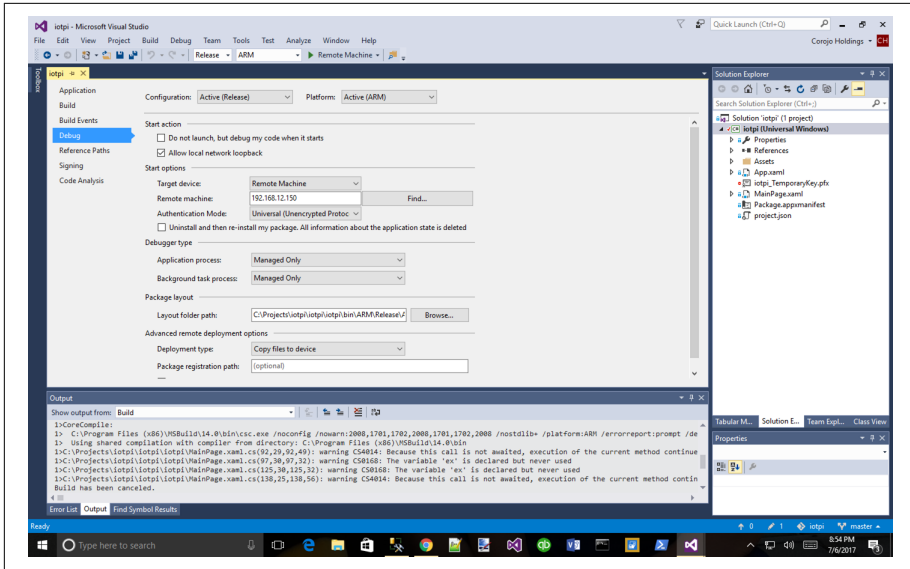 iotpi - Microsoft Visual Studio
Quick Launch (Ctrl+Q)
File Edit View Project Build Debug Team Tools Test Analyze Window Help
Corojo Holdings CH
Release ARM Remote Machine
Toolbox
iotpi
Application
Build
Build Events
Debug
Reference Paths
Signing
Code Analysis
Configuration: Active (Release) Platform: Active (ARM)
Start action
Do not launch, but debug my code when it starts
Allow local network loopback
Start options
Target device: Remote Machine
Remote machine: 192.168.12.150 Find...
Authentication Mode: Universal (Unencrypted Protoc
Uninstall and then re-install my package. All information about the application state is deleted
Debugger type
Application process: Managed Only
Background task process: Managed Only
Package layout
Layout folder path: C:\Projects\iotpi\iotpi\iotpi\bin\ARM\Release\A Browse...
Advanced remote deployment options
Deployment type: Copy files to device
Package registration path: (optional)
Solution Explorer
Search Solution Explorer (Ctrl+;)
Solution 'iotpi' (1 project)
iotpi (Universal Windows)
Properties
References
Assets
App.xaml
iotpi_TemporaryKey.pfx
MainPage.xaml
Package.appxmanifest
project.json
Tabular M... Solution E... Team Expl... Class View
Properties
Output
Show output from: Build
1>CoreCompile:
1> C:\Program Files (x86)\MSBuild\14.0\bin\csc.exe /noconfig /nowarn:2008,1701,1702,2008,1701,1702,2008 /nostdlib+ /platform:ARM /errorreport:prompt /de
1> Using shared compilation with compiler from directory: C:\Program Files (x86)\MSBuild\14.0\bin
1>C:\Projects\iotpi\iotpi\iotpi\MainPage.xaml.cs(92,29,92,49): warning CS4014: Because this call is not awaited, execution of the current method continue
1>C:\Projects\iotpi\iotpi\iotpi\MainPage.xaml.cs(97,30,97,32): warning CS0168: The variable 'ex' is declared but never used
1>C:\Projects\iotpi\iotpi\iotpi\MainPage.xaml.cs(125,30,125,32): warning CS0168: The variable 'ex' is declared but never used
1>C:\Projects\iotpi\iotpi\iotpi\MainPage.xaml.cs(138,25,138,56): warning CS4014: Because this call is not awaited, execution of the current method contin
Build has been canceled.
Error List Output Find Symbol Results
Ready
0 1 iotpi master
Type here to search
8:54 PM
7/6/2017